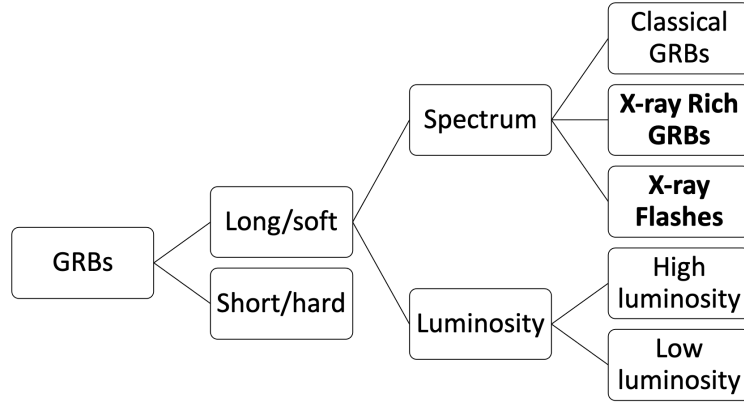 GRBs
Long/soft
Short/hard
Spectrum
Luminosity
Classical
GRBs
X-ray Rich
GRBs
X-ray
Flashes
High
luminosity
Low
luminosity